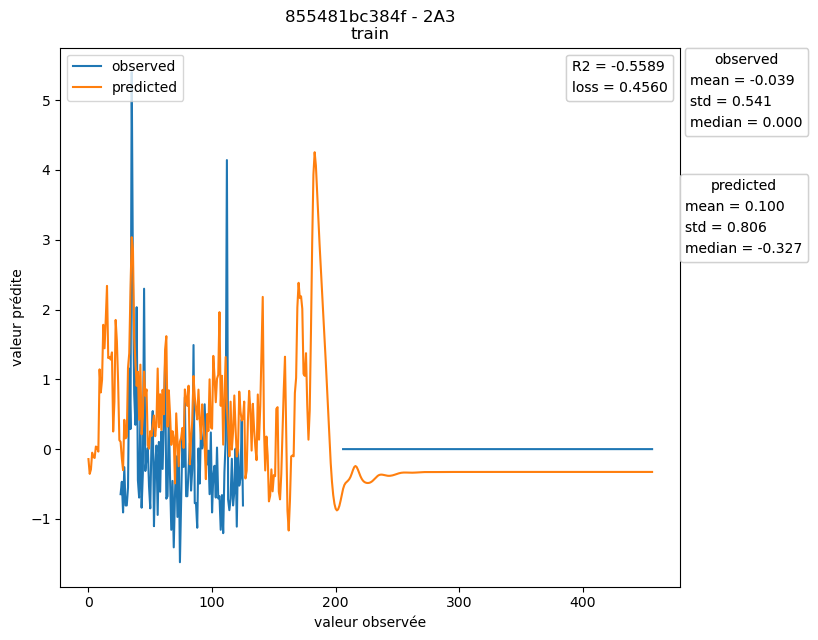 855481bc384f - 2A3
train
observed
predicted
R2 = -0.5589
loss = 0.4560
observed
mean = -0.039
std = 0.541
median = 0.000
predicted
mean = 0.100
std = 0.806
median = -0.327
valeur prédite
5
4
3
2
1
0
−1
0
100
200
300
400
valeur observée